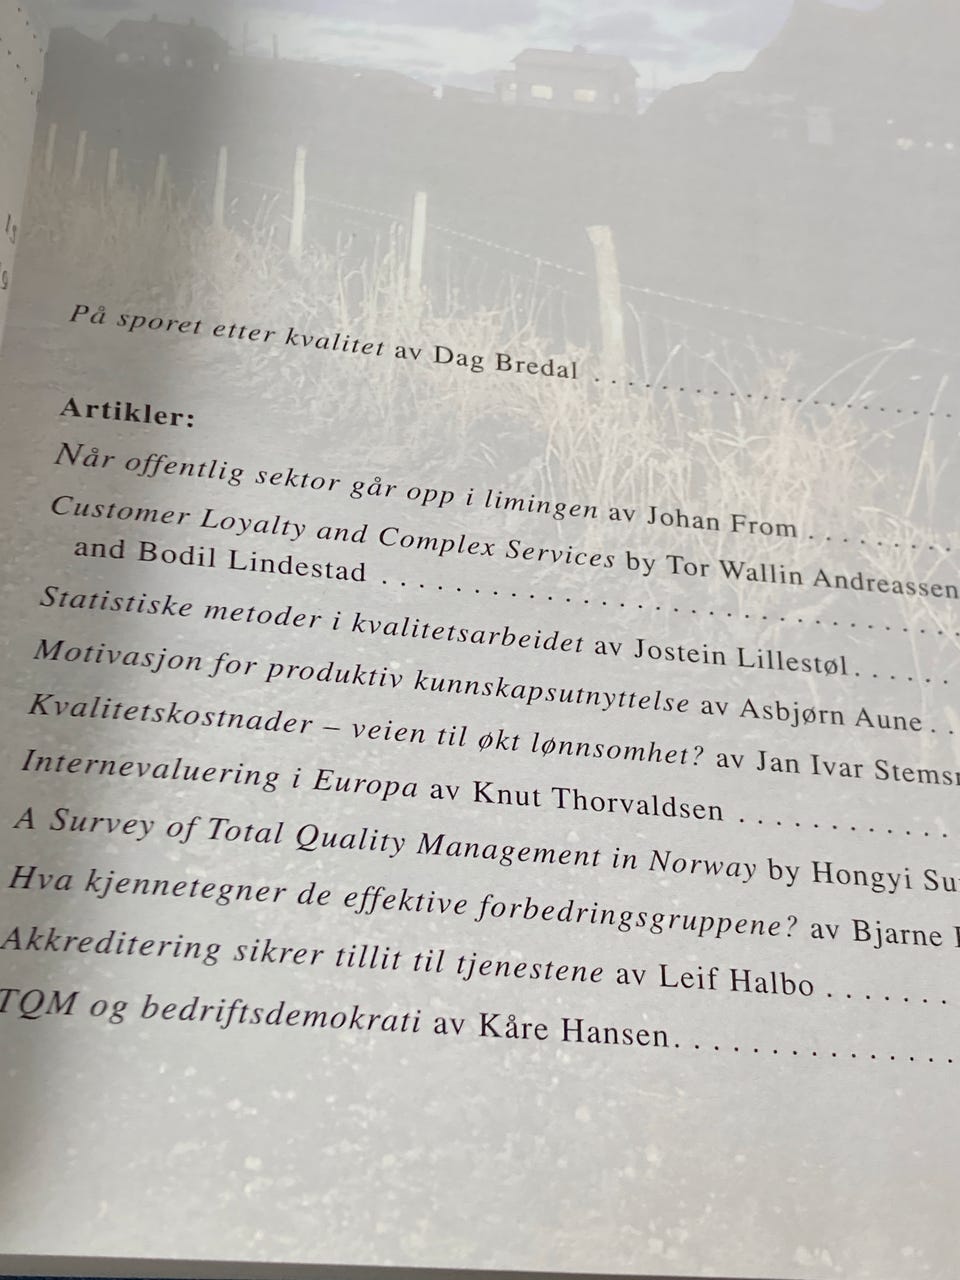 På sporet etter kvalitet av Dag Bredal . . . . . . . . . . . . . . . . . . . . .
Artikler:
Når offentlig sektor går opp i limingen av Johan From . . . . . . . .
Customer Loyalty and Complex Services by Tor Wallin Andreassen
and Bodil Lindestad . . . . . . . . . . . . . . . . . . . . . . . . . . . . . . . .
Statistiske metoder i kvalitetsarbeidet av Jostein Lillestøl. . . . . .
Motivasjon for produktiv kunnskapsutnyttelse av Asbjørn Aune . .
Kvalitetskostnader – veien til økt lønnsomhet? av Jan Ivar
Internevaluering i Europa av Knut Thorvaldsen . . . . . . . . . . . .
A Survey of Total Quality Management in Norway by Hongyi
Hva kjennetegner de effektive forbedringsgruppene? av Bjarne
Akkreditering sikrer tillit til tjenestene av Leif Halbo . . . . . . .
TQM og bedriftsdemokrati av Kåre Hansen. . . . . . . . . . . . . . .